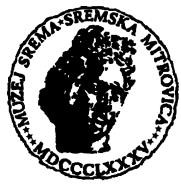 MUZEJ SREMA•SREMSKA MITROVICA
MDCCCLXXXV